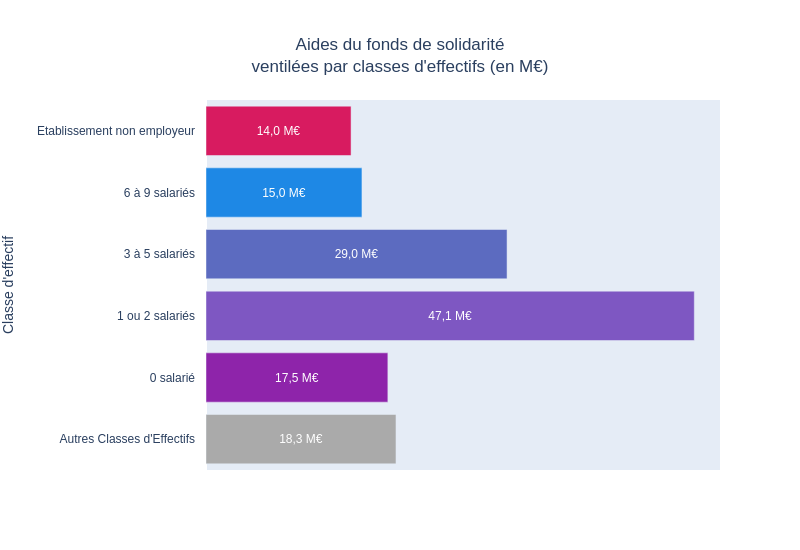 Aides du fonds de solidarité
ventilées par classes d'effectifs (en M€)
Classe d'effectif
Etablissement non employeur
14,0 M€
6 à 9 salariés
15,0 M€
3 à 5 salariés
29,0 M€
1 ou 2 salariés
47,1 M€
0 salarié
17,5 M€
Autres Classes d'Effectifs
18,3 M€